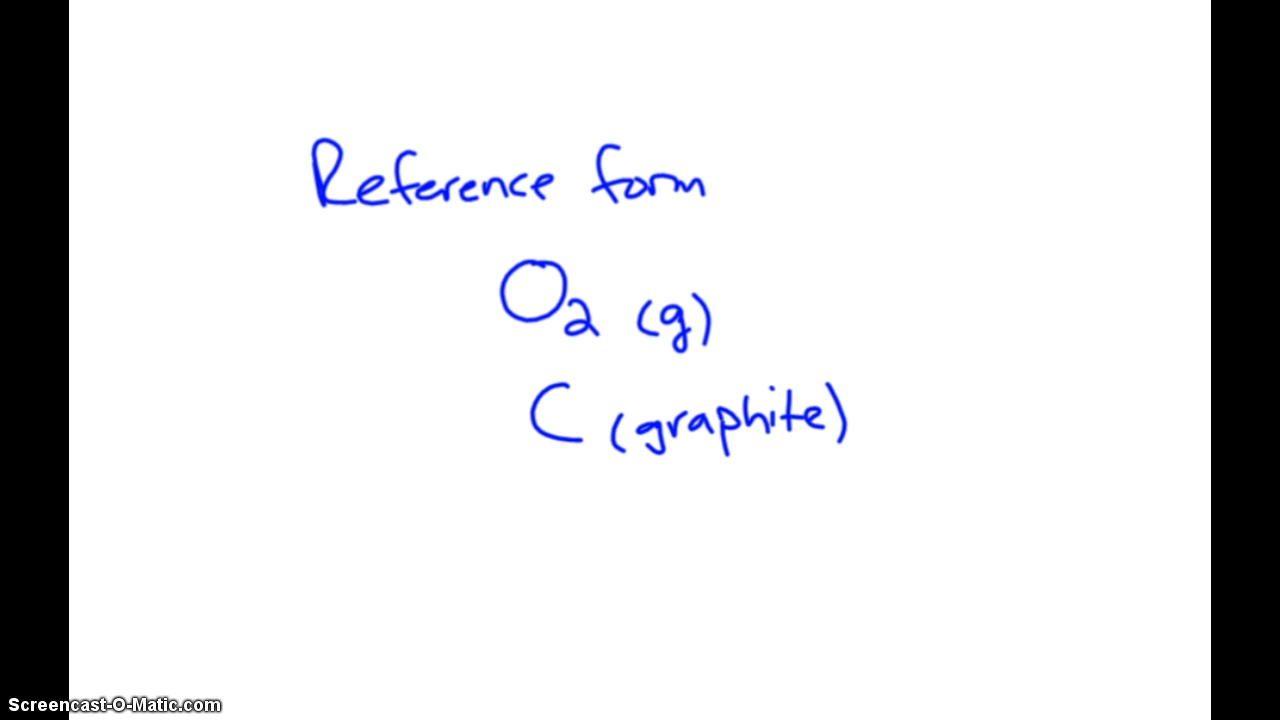 Reference form
O₂ (g)
C (graphite)
Screencast-O-Matic.com